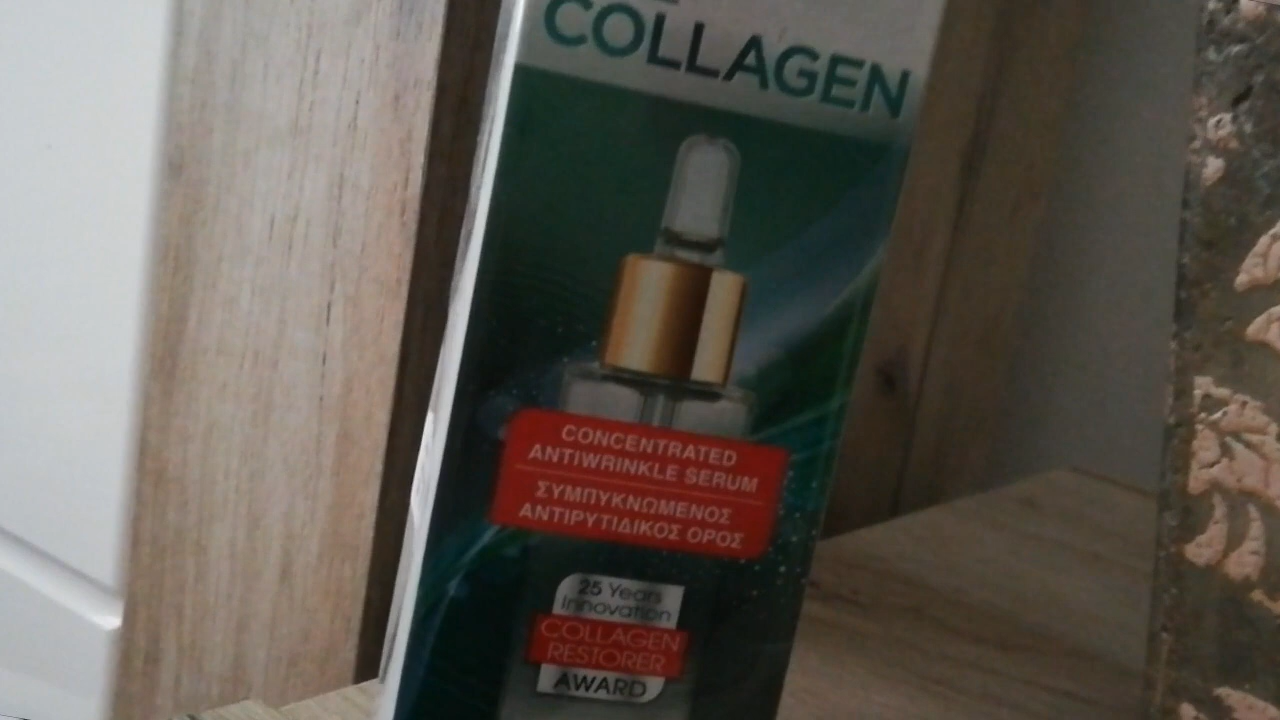 COLLAGEN
CONCENTRATED
ANTIWRINKLE SERUM
ΣΥΜΠΥΚΝΩΜΕΝΟΣ
ΑΝΤΙΡΥΤΙΔΙΚΟΣ ΟΡΟΣ
25 Years
Innovation
COLLAGEN
RESTORER
AWARD